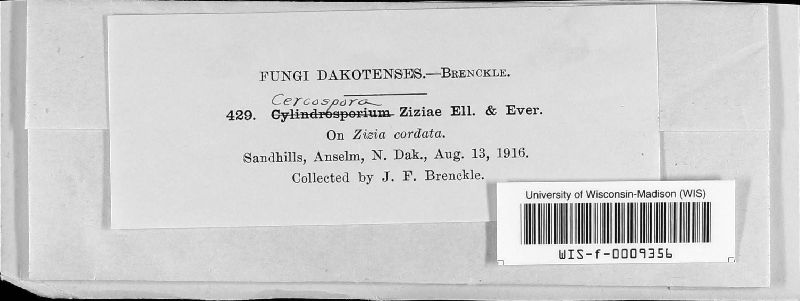 FUNGI DAKOTENSES.—BRENCKLE.
Cercospora
429. Cylindrosporium Ziziae Ell. & Ever.
On Zizia cordata.
Sandhills, Anselm, N. Dak., Aug. 13, 1916.
Collected by J. F. Brenckle.
University of Wisconsin-Madison (WIS)
WIS-f-0009356